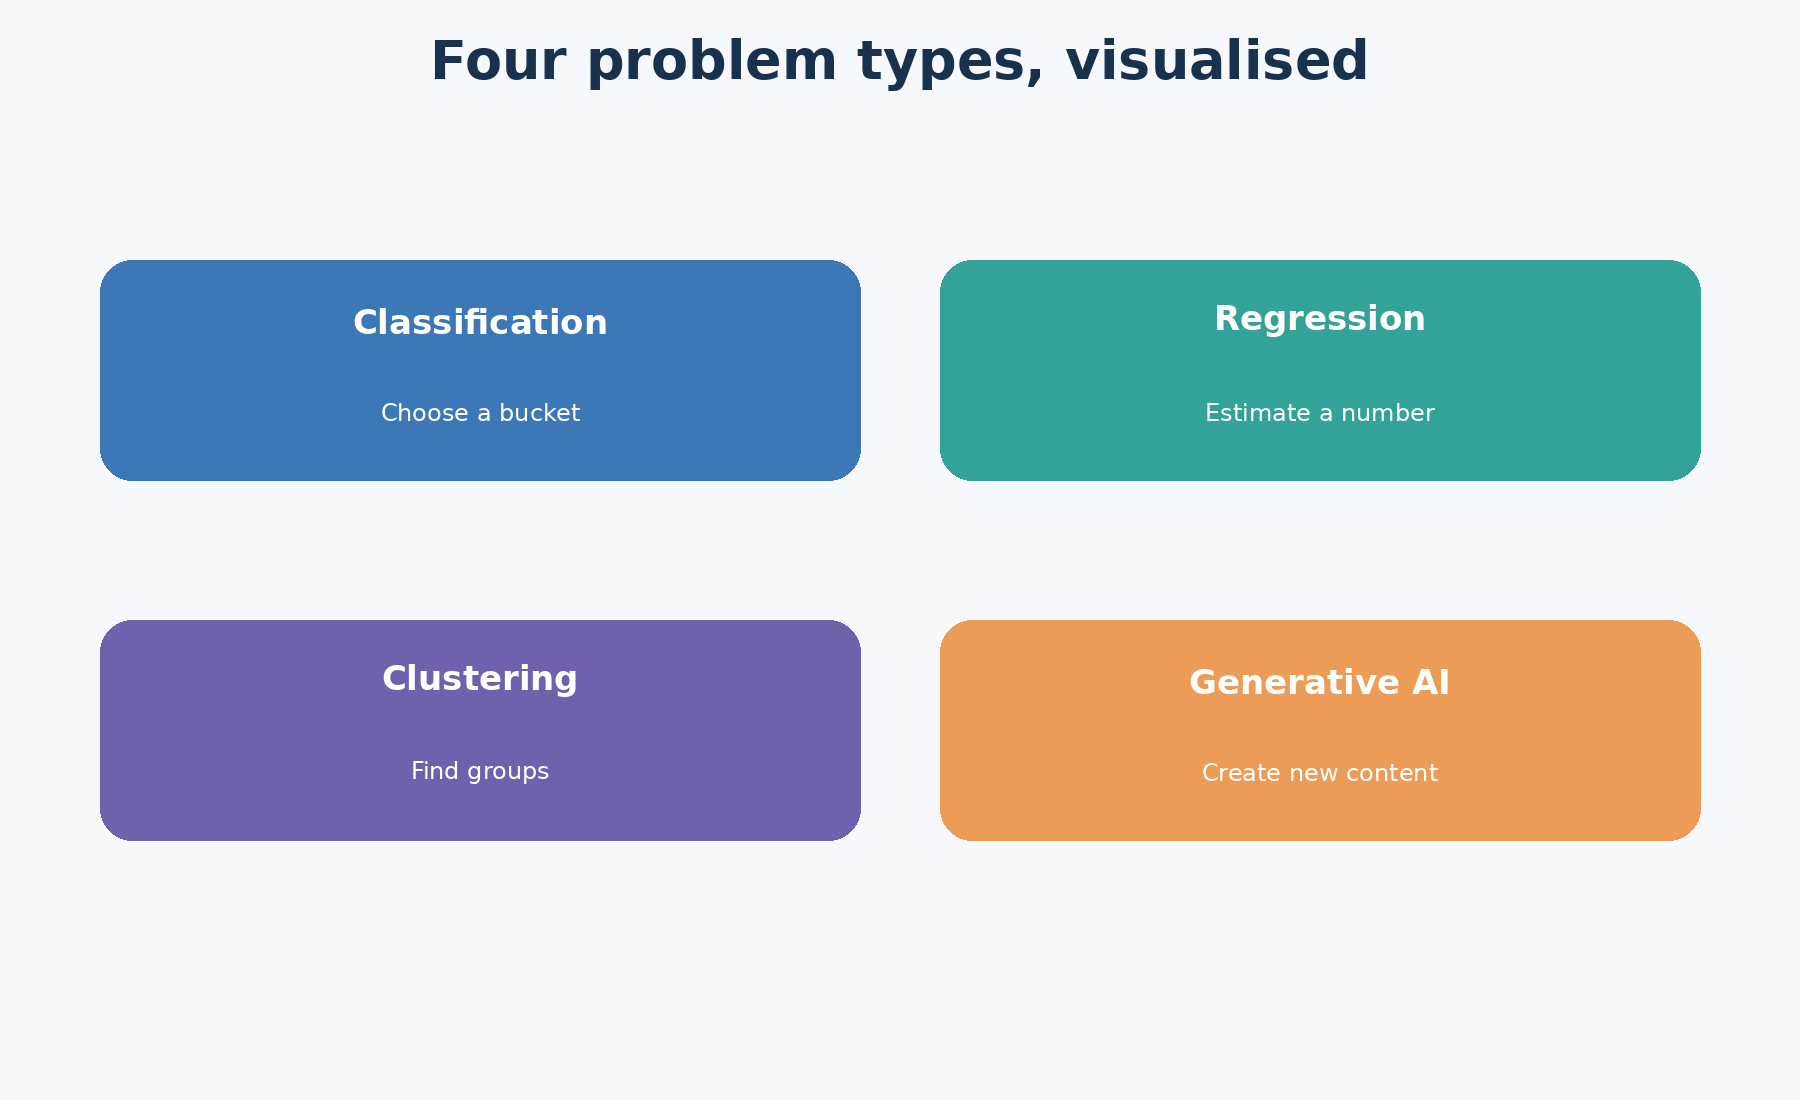 Four problem types, visualised
Classification
Choose a bucket
Regression
Estimate a number
Clustering
Find groups
Generative AI
Create new content